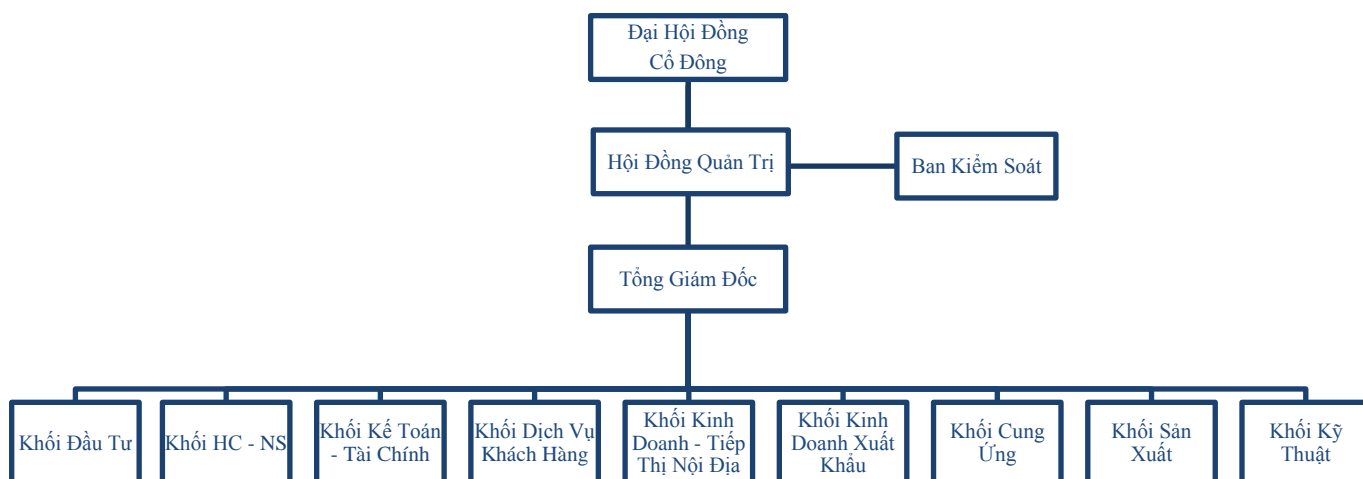 Đại Hội Đồng
Cổ Đông
Hội Đồng Quản Trị
Ban Kiểm Soát
Tổng Giám Đốc
Khối Đầu Tư
Khối HC - NS
Khối Kế Toán
- Tài Chính
Khối Dịch Vụ
Khách Hàng
Khối Kinh
Doanh - Tiếp
Thị Nội Địa
Khối Kinh
Doanh Xuất
Khẩu
Khối Cung
Ứng
Khối Sản
Xuất
Khối Kỹ
Thuật